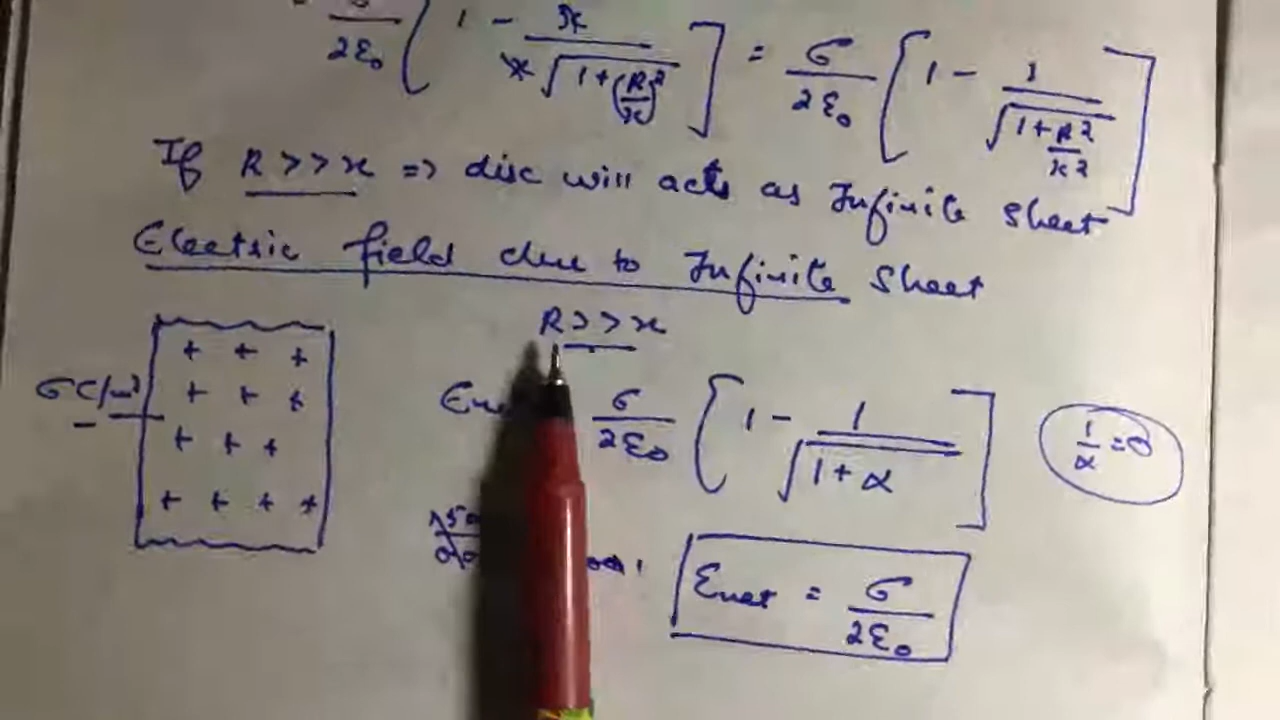 σ/2ε₀ [ 1 - x / x√(1+(R/x)²) ] = σ/2ε₀ [ 1 - 1/√(1+R²/x²) ]
If R>>x => disc will acts as Infinite Sheet
Electric field due to Infinite Sheet
R>>x
σ C/m²
+ + +
+ + +
+ + +
+ + + +
σ/2ε₀ [ 1 - 1/√(1+∝) ]
1/∝ = 0
Enet = σ/2ε₀